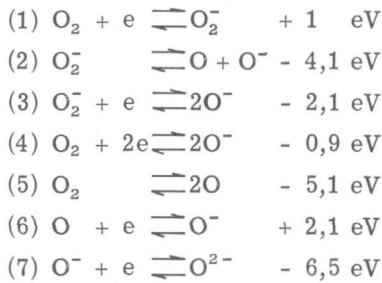 (1) O₂ + e ⇌ O₂⁻ + 1 eV
(2) O₂⁻ ⇌ O + O⁻ - 4,1 eV
(3) O₂⁻ + e ⇌ 2O⁻ - 2,1 eV
(4) O₂ + 2e ⇌ 2O⁻ - 0,9 eV
(5) O₂ ⇌ 2O - 5,1 eV
(6) O + e ⇌ O⁻ + 2,1 eV
(7) O⁻ + e ⇌ O²⁻ - 6,5 eV